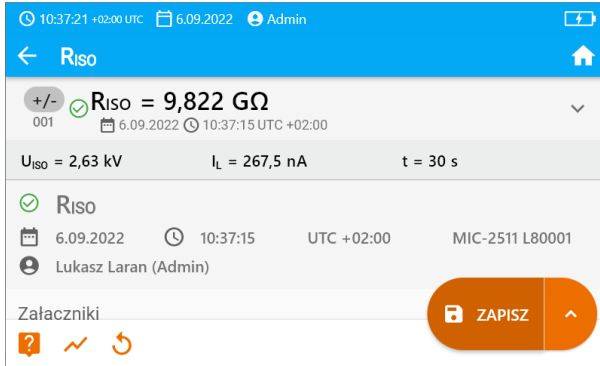 10:37:21 +02:00 UTC 6.09.2022 Admin
RISO
+/- RISO = 9,822 GΩ
001 6.09.2022 10:37:15 UTC +02:00
UISO = 2,63 kV IL = 267,5 nA t = 30 s
RISO
6.09.2022 10:37:15 UTC +02:00 MIC-2511 L80001
Lukasz Laran (Admin)
Załaczniki
ZAPISZ
?